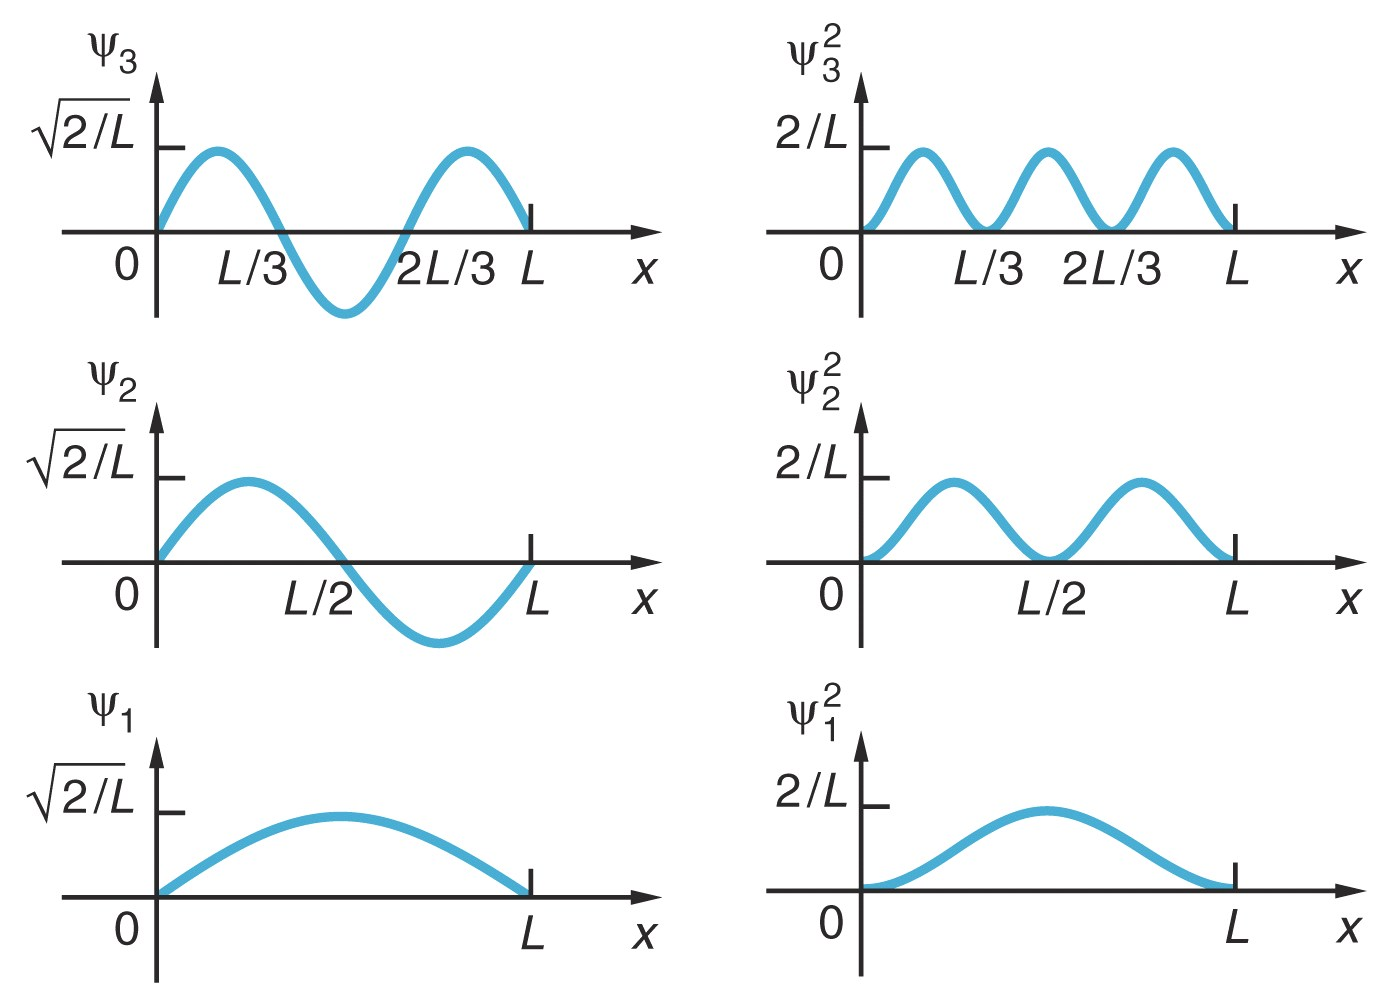 ψ₃
√2/L
0 L/3 2L/3 L x
ψ₃²
2/L
0 L/3 2L/3 L x
ψ₂
√2/L
0 L/2 L x
ψ₂²
2/L
0 L/2 L x
ψ₁
√2/L
0 L x
ψ₁²
2/L
0 L x